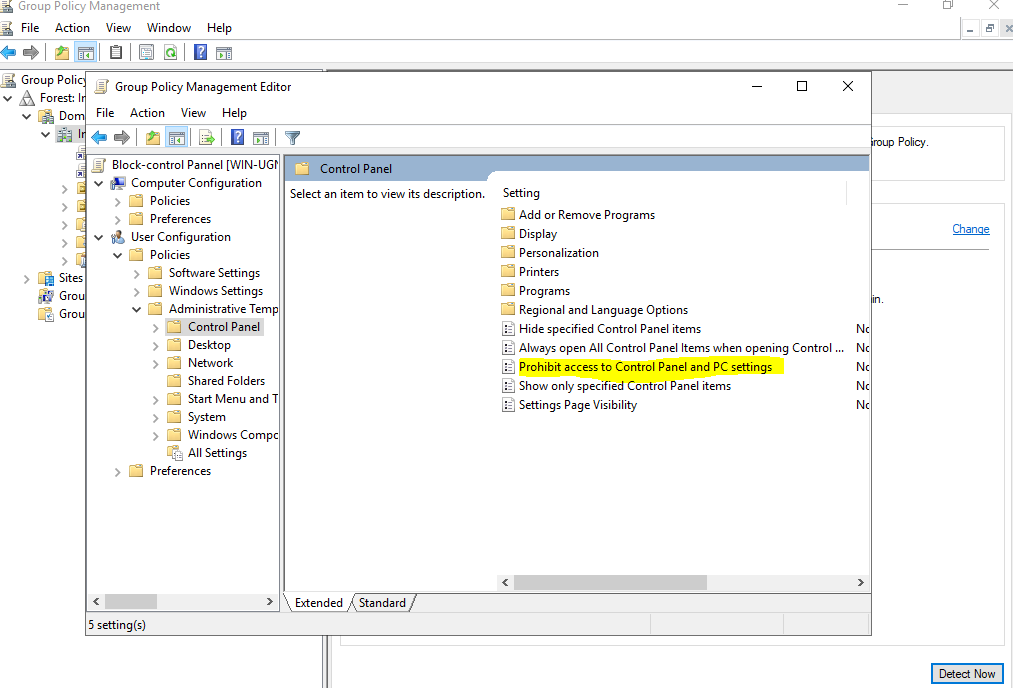 Group Policy Management
File Action View Window Help
Group Policy
Forest: In
Dom
In
Sites
Grou
Grou
Group Policy Management Editor
File Action View Help
Block-control Pannel [WIN-UGN
Computer Configuration
Policies
Preferences
User Configuration
Policies
Software Settings
Windows Settings
Administrative Temp
Control Panel
Desktop
Network
Shared Folders
Start Menu and T
System
Windows Compo
All Settings
Preferences
Control Panel
Select an item to view its description.
Setting
Add or Remove Programs
Display
Personalization
Printers
Programs
Regional and Language Options
Hide specified Control Panel items No
Always open All Control Panel Items when opening Control ... No
Prohibit access to Control Panel and PC settings No
Show only specified Control Panel items No
Settings Page Visibility No
Extended Standard
5 setting(s)
Group Policy.
Change
in.
Detect Now